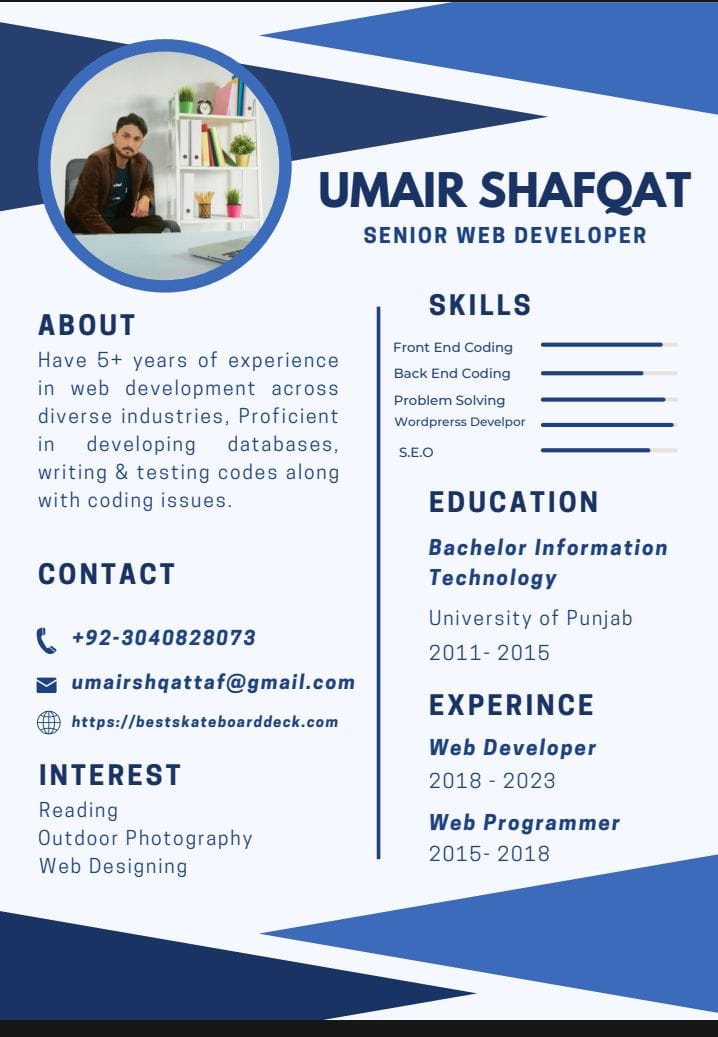 UMAIR SHAFQAT
SENIOR WEB DEVELOPER
ABOUT
Have 5+ years of experience
in web development across
diverse industries, Proficient
in developing databases,
writing & testing codes along
with coding issues.
CONTACT
+92-3040828073
umairshqattaf@gmail.com
https://bestskateboarddeck.com
INTEREST
Reading
Outdoor Photography
Web Designing
SKILLS
Front End Coding
Back End Coding
Problem Solving
Wordprerss Develpor
S.E.O
EDUCATION
Bachelor Information
Technology
University of Punjab
2011- 2015
EXPERINCE
Web Developer
2018 - 2023
Web Programmer
2015- 2018